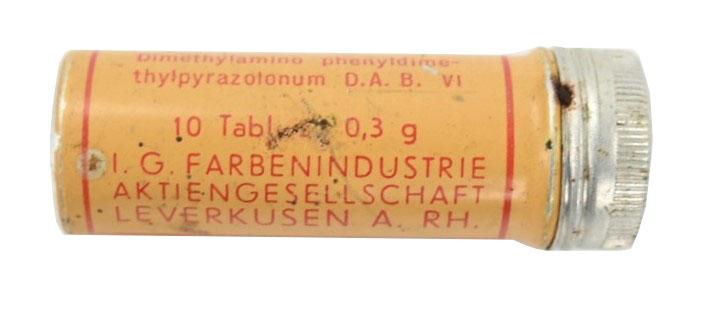 Dimethylamino phenyldime-
thylpyrazolonum D.A.B. VI
10 Tabl 0,3 g
I. G. FARBENINDUSTRIE
AKTIENGESELLSCHAFT
LEVERKUSEN A. RH.